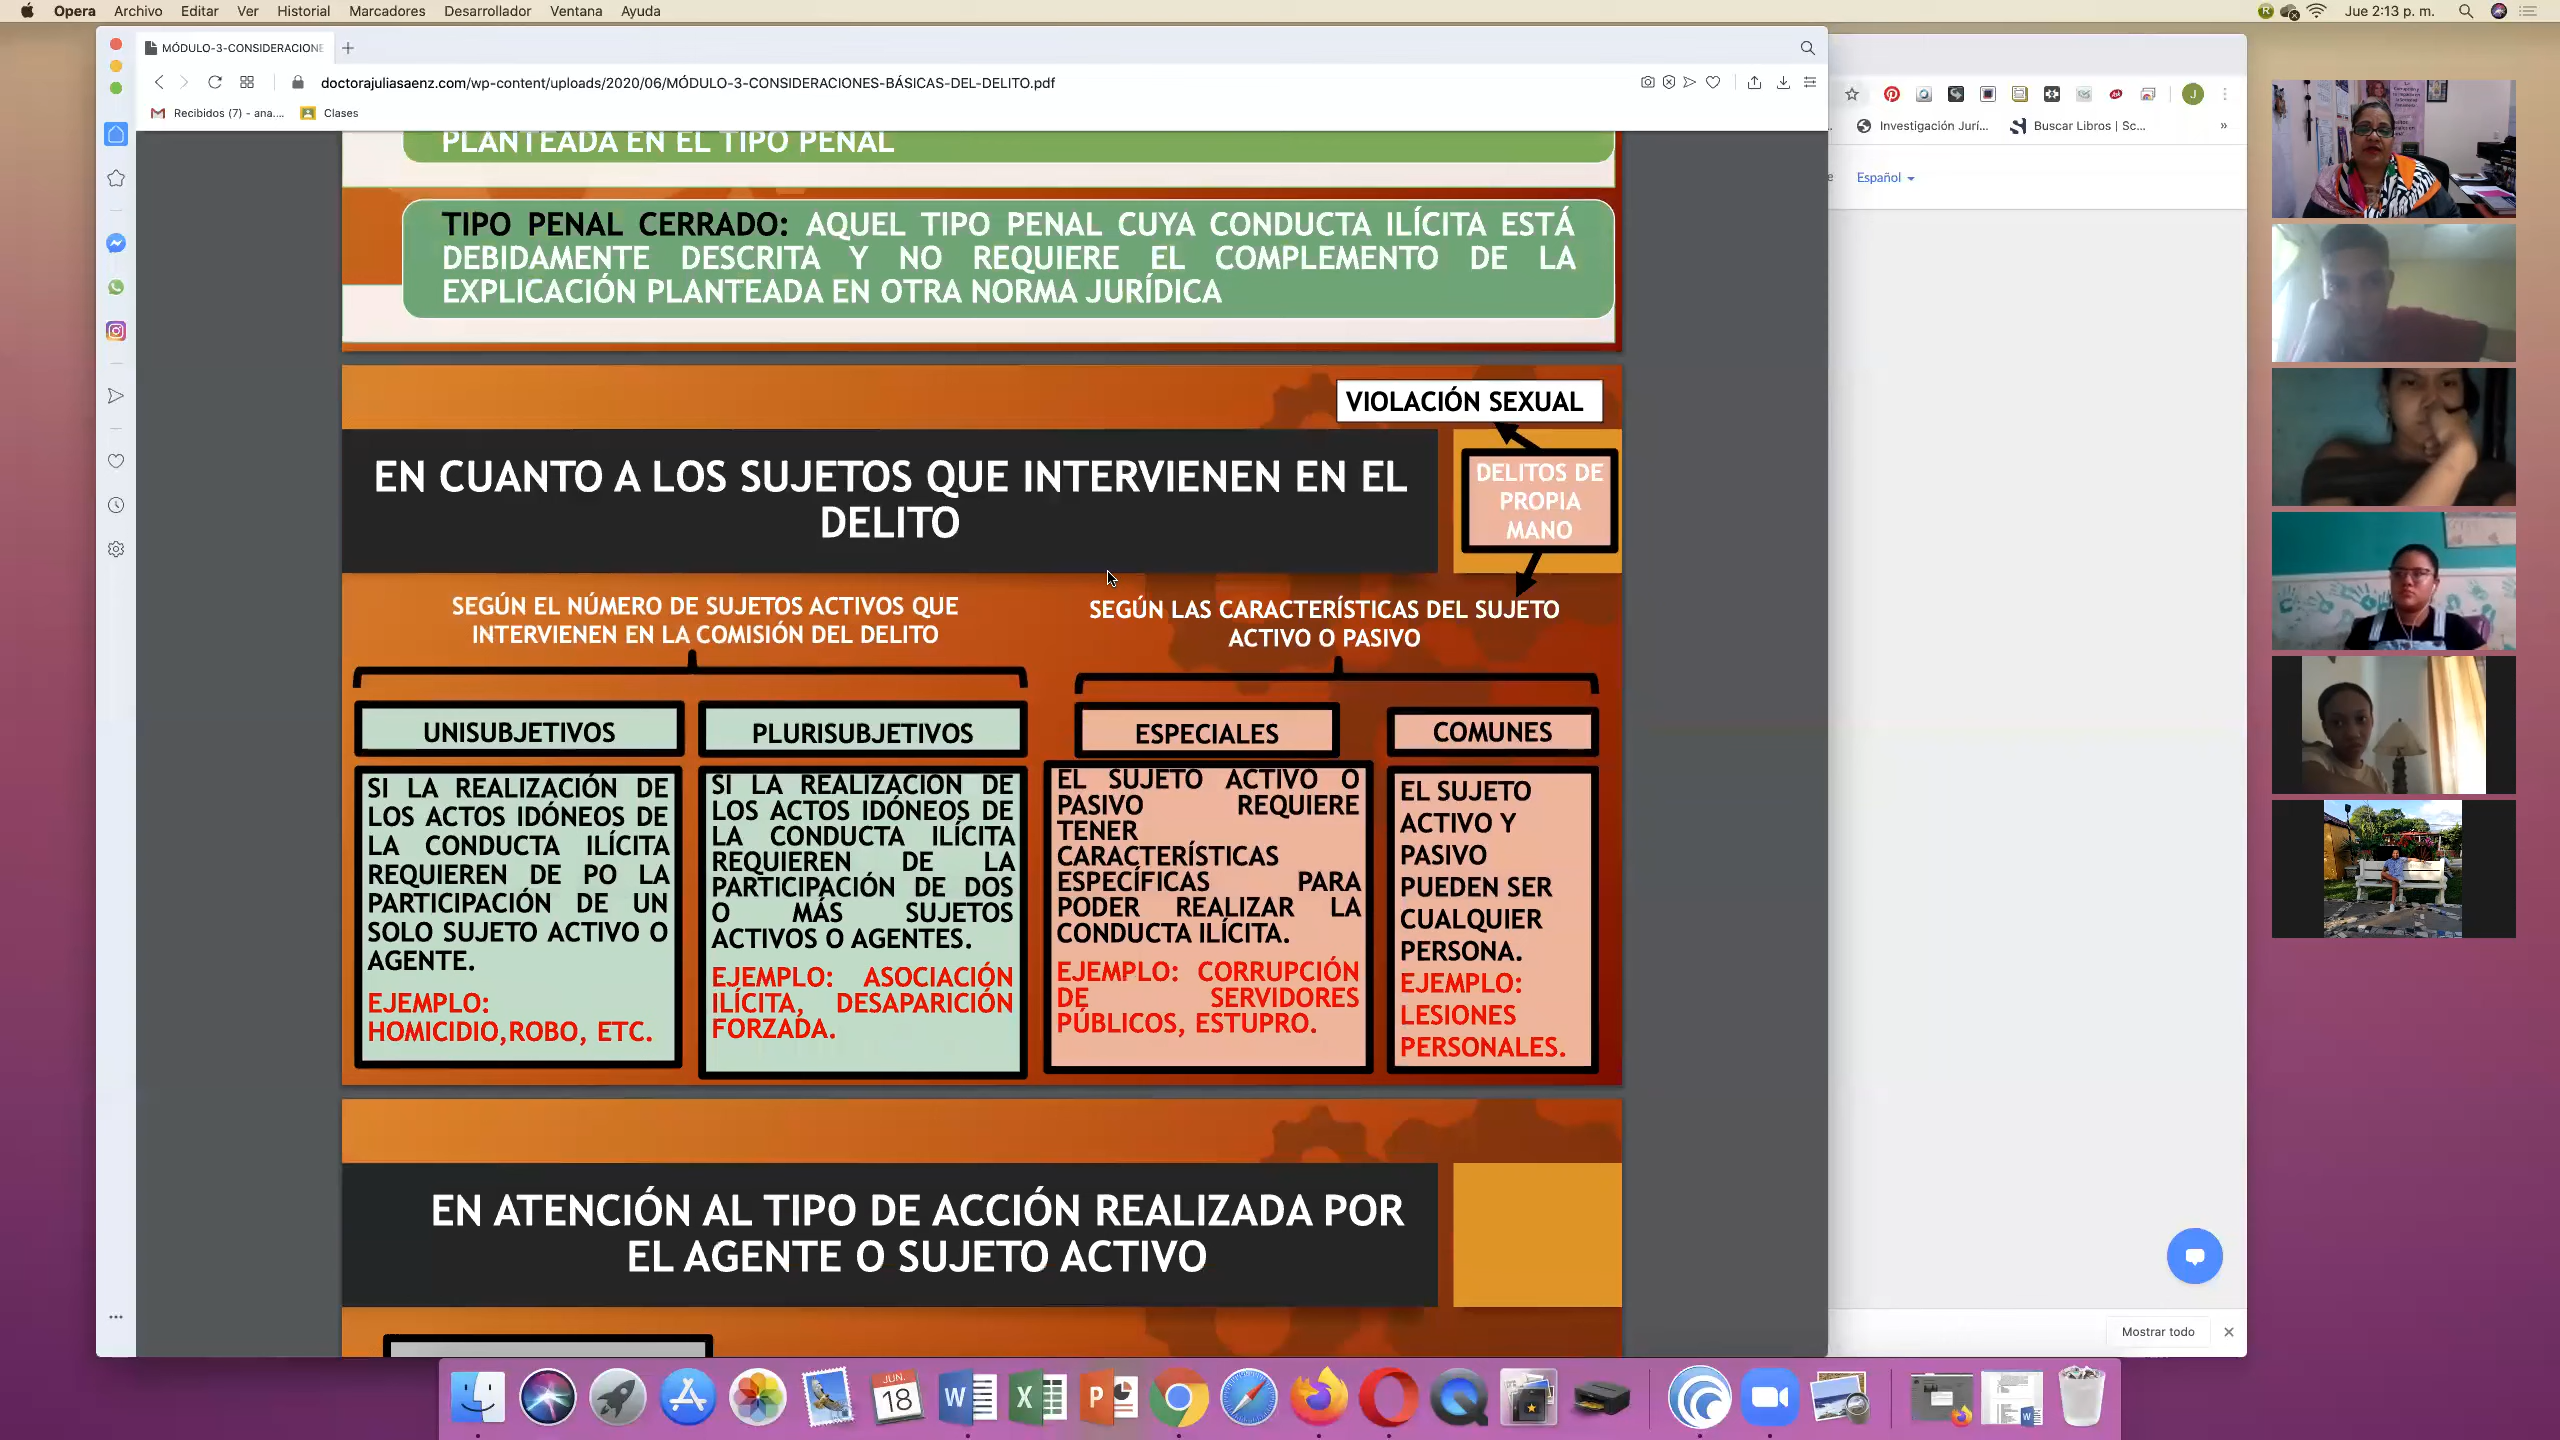 Opera Archivo Editar Ver Historial Marcadores Desarrollador Ventana Ayuda
Jue 2:13 p. m.
MÓDULO-3-CONSIDERACIONE
doctorajuliasaenz.com/wp-content/uploads/2020/06/MÓDULO-3-CONSIDERACIONES-BÁSICAS-DEL-DELITO.pdf
Recibidos (7) - ana.... Clases
Investigación Jurí... Buscar Libros | Sc... »
Español
J
PLANTEADA EN EL TIPO PENAL
TIPO PENAL CERRADO: AQUEL TIPO PENAL CUYA CONDUCTA ILÍCITA ESTÁ
DEBIDAMENTE DESCRITA Y NO REQUIERE EL COMPLEMENTO DE LA
EXPLICACIÓN PLANTEADA EN OTRA NORMA JURÍDICA
VIOLACIÓN SEXUAL
EN CUANTO A LOS SUJETOS QUE INTERVIENEN EN EL
DELITO
DELITOS DE
PROPIA
MANO
SEGÚN EL NÚMERO DE SUJETOS ACTIVOS QUE
INTERVIENEN EN LA COMISIÓN DEL DELITO
SEGÚN LAS CARACTERÍSTICAS DEL SUJETO
ACTIVO O PASIVO
UNISUBJETIVOS
SI LA REALIZACIÓN DE
LOS ACTOS IDÓNEOS DE
LA CONDUCTA ILÍCITA
REQUIEREN DE PO LA
PARTICIPACIÓN DE UN
SOLO SUJETO ACTIVO O
AGENTE.
EJEMPLO:
HOMICIDIO,ROBO, ETC.
PLURISUBJETIVOS
SI LA REALIZACIÓN DE
LOS ACTOS IDÓNEOS DE
LA CONDUCTA ILÍCITA
REQUIEREN DE LA
PARTICIPACIÓN DE DOS
O MÁS SUJETOS
ACTIVOS O AGENTES.
EJEMPLO: ASOCIACIÓN
ILÍCITA, DESAPARICIÓN
FORZADA.
ESPECIALES
EL SUJETO ACTIVO O
PASIVO REQUIERE
TENER
CARACTERÍSTICAS
ESPECÍFICAS PARA
PODER REALIZAR LA
CONDUCTA ILÍCITA.
EJEMPLO: CORRUPCIÓN
DE SERVIDORES
PÚBLICOS, ESTUPRO.
COMUNES
EL SUJETO
ACTIVO Y
PASIVO
PUEDEN SER
CUALQUIER
PERSONA.
EJEMPLO:
LESIONES
PERSONALES.
EN ATENCIÓN AL TIPO DE ACCIÓN REALIZADA POR
EL AGENTE O SUJETO ACTIVO
Mostrar todo
JUN.
18